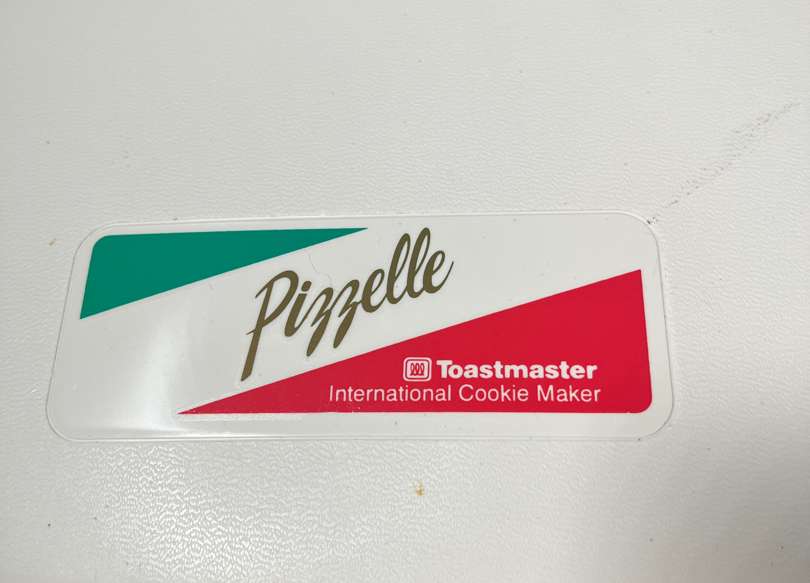 Pizzelle
Toastmaster
International Cookie Maker